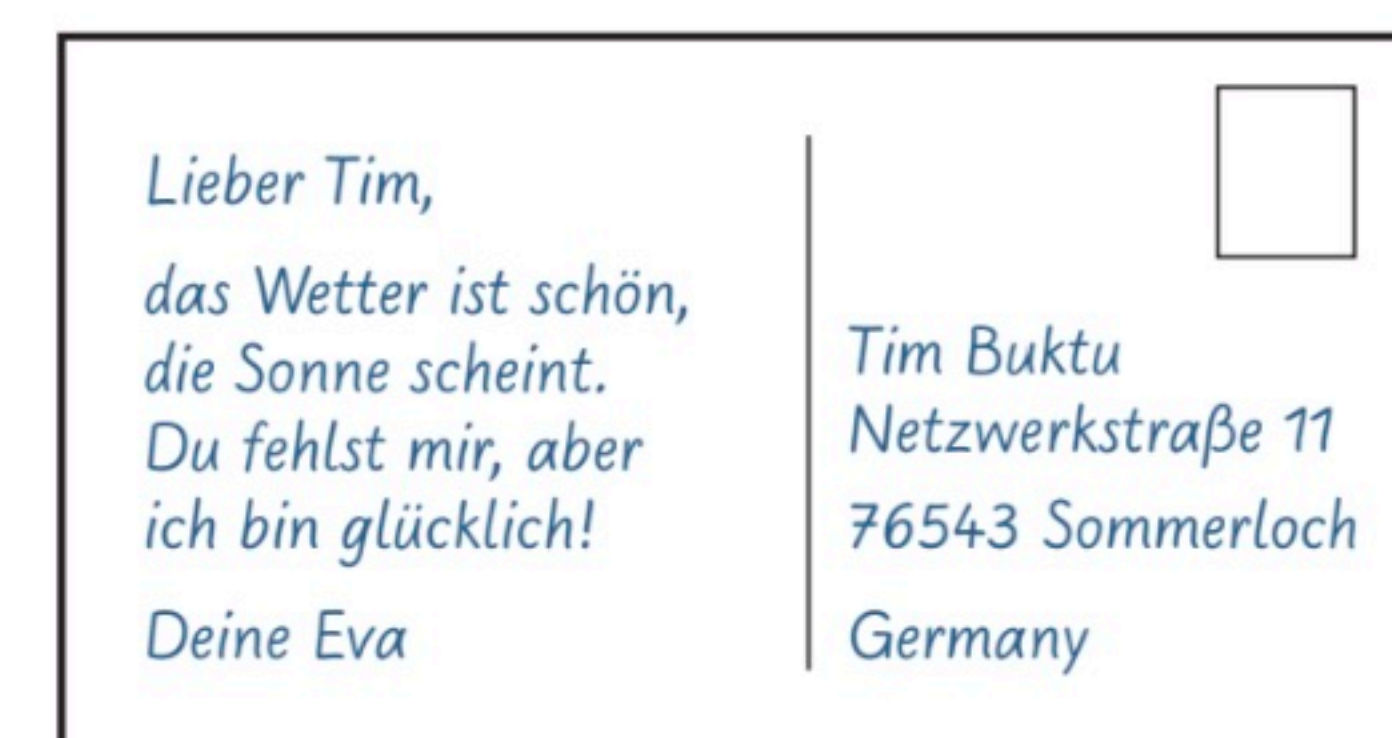 Lieber Tim,
das Wetter ist schön,
die Sonne scheint.
Du fehlst mir, aber
ich bin glücklich!
Deine Eva
Tim Buktu
Netzwerkstraße 11
76543 Sommerloch
Germany